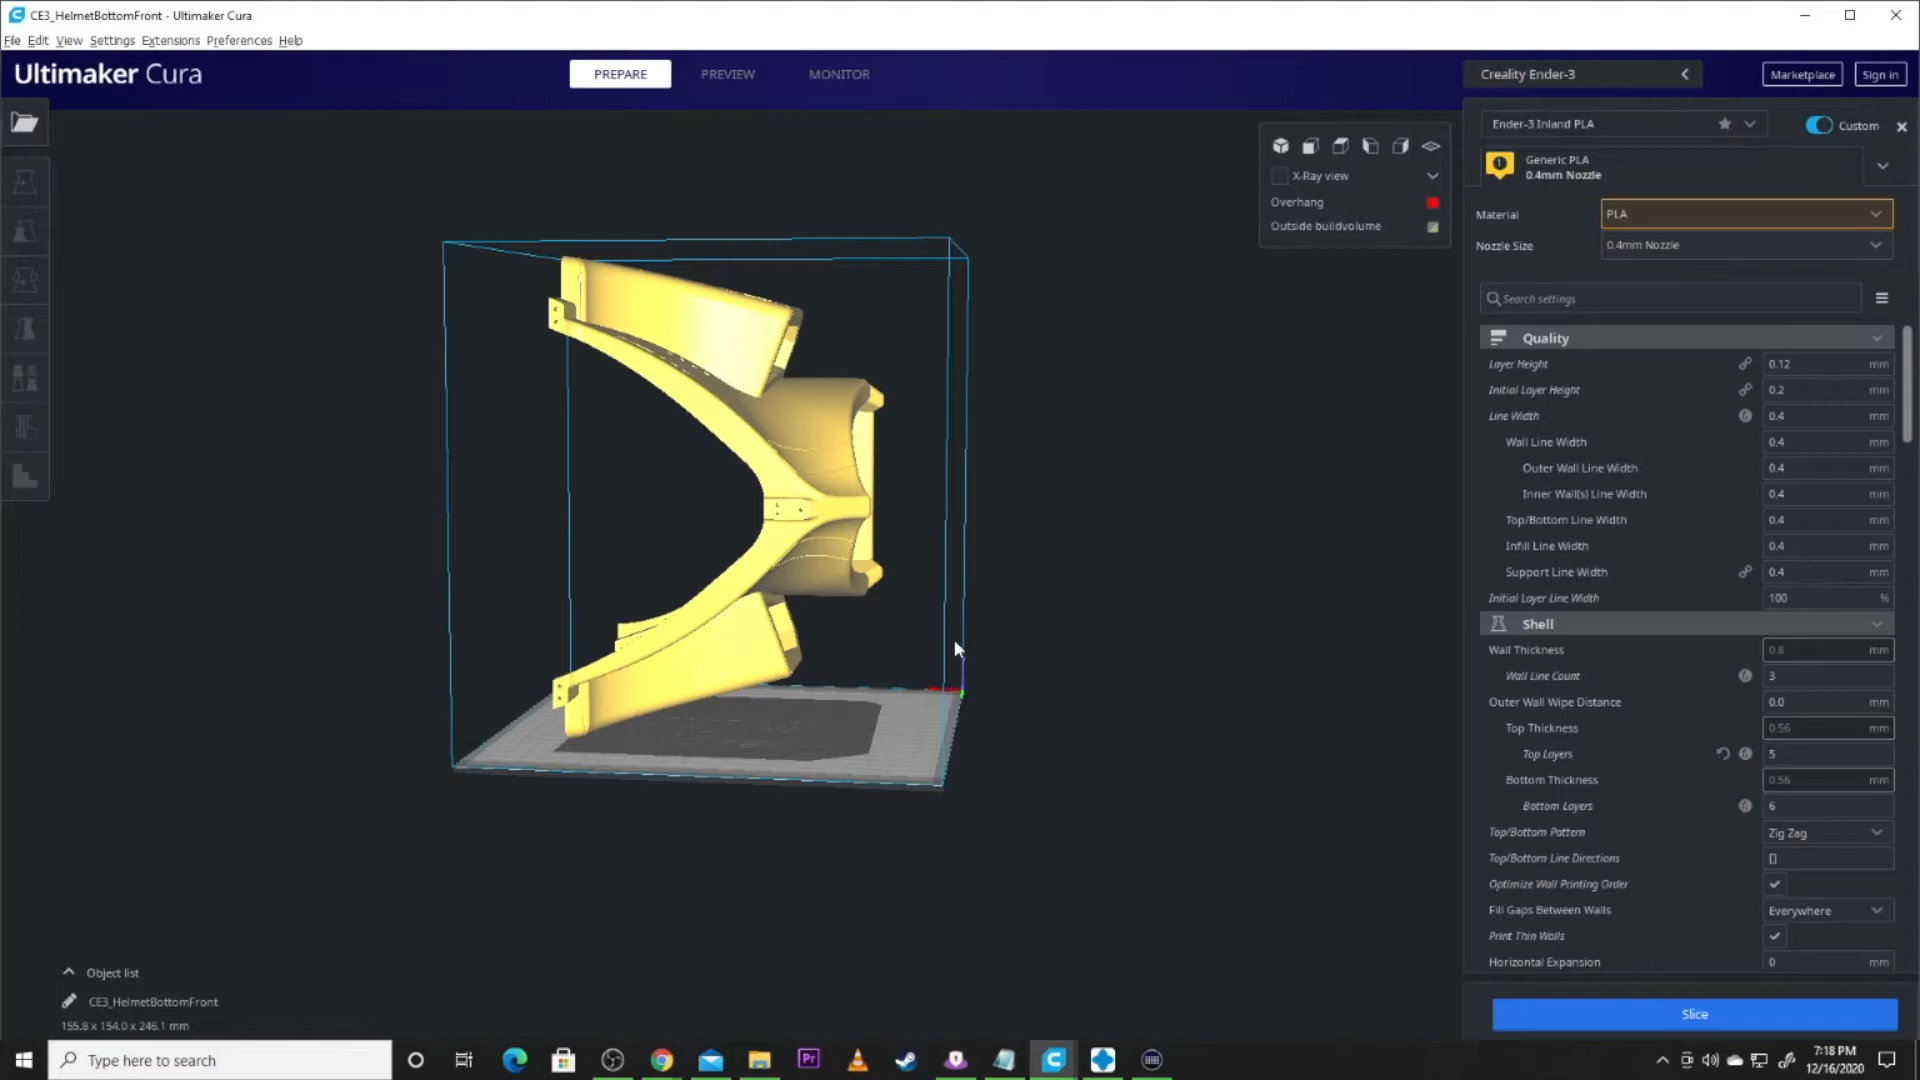 CE3_HelmetBottomFront - Ultimaker Cura
File Edit View Settings Extensions Preferences Help
Ultimaker Cura
PREPARE
PREVIEW
MONITOR
Creality Ender-3
Marketplace
Sign in
Ender-3 Inland PLA
Custom
1
Generic PLA
0.4mm Nozzle
Material PLA
Nozzle Size 0.4mm Nozzle
X-Ray view
Overhang
Outside buildvolume
Search settings
Quality
Layer Height 0.12 mm
Initial Layer Height 0.2 mm
Line Width 0.4 mm
Wall Line Width 0.4 mm
Outer Wall Line Width 0.4 mm
Inner Wall(s) Line Width 0.4 mm
Top/Bottom Line Width 0.4 mm
Infill Line Width 0.4 mm
Support Line Width 0.4 mm
Initial Layer Line Width 100 %
Shell
Wall Thickness 0.8 mm
Wall Line Count 3
Outer Wall Wipe Distance 0.0 mm
Top Thickness 0.56 mm
Top Layers 5
Bottom Thickness 0.56 mm
Bottom Layers 6
Top/Bottom Pattern Zig Zag
Top/Bottom Line Directions []
Optimize Wall Printing Order
Fill Gaps Between Walls Everywhere
Print Thin Walls
Horizontal Expansion 0 mm
Object list
CE3_HelmetBottomFront
155.8 x 154.0 x 246.1 mm
Slice
Type here to search
Pr
7:18 PM
12/16/2020